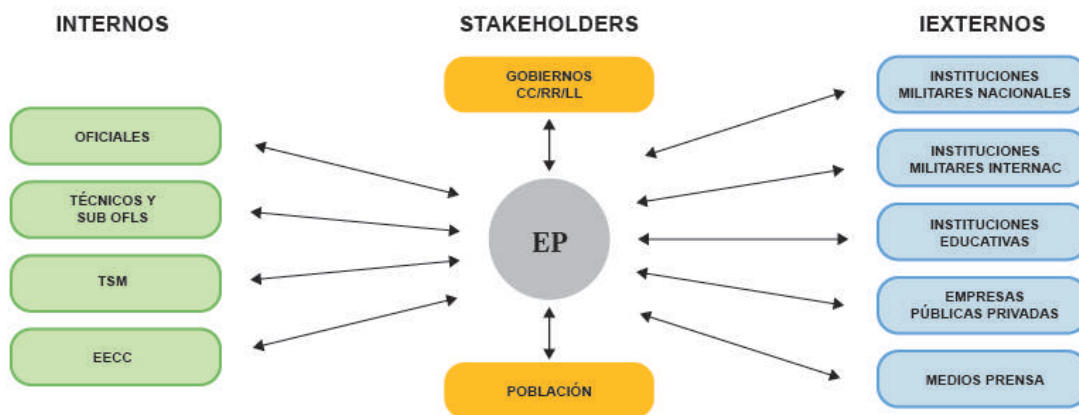 INTERNOS
STAKEHOLDERS
IEXTERNOS
OFICIALES
TÉCNICOS Y
SUB OFLS
TSM
EECC
GOBIERNOS
CC/RR/LL
EP
POBLACIÓN
INSTITUCIONES
MILITARES NACIONALES
INSTITUCIONES
MILITARES INTERNAC
INSTITUCIONES
EDUCATIVAS
EMPRESAS
PÚBLICAS PRIVADAS
MEDIOS PRENSA